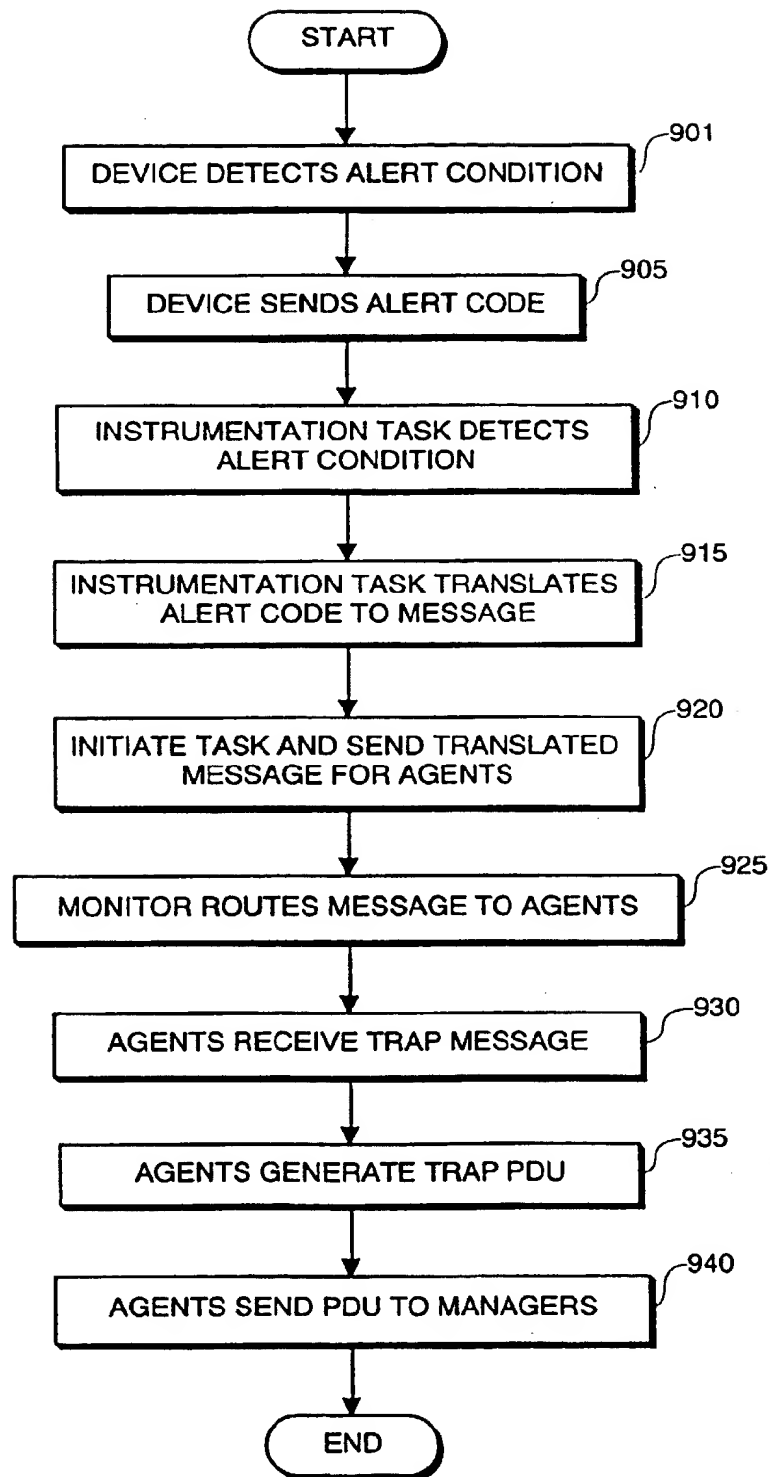 START
DEVICE DETECTS ALERT CONDITION
901
DEVICE SENDS ALERT CODE
905
INSTRUMENTATION TASK DETECTS
ALERT CONDITION
910
INSTRUMENTATION TASK TRANSLATES
ALERT CODE TO MESSAGE
915
INITIATE TASK AND SEND TRANSLATED
MESSAGE FOR AGENTS
920
MONITOR ROUTES MESSAGE TO AGENTS
925
AGENTS RECEIVE TRAP MESSAGE
930
AGENTS GENERATE TRAP PDU
935
AGENTS SEND PDU TO MANAGERS
940
END